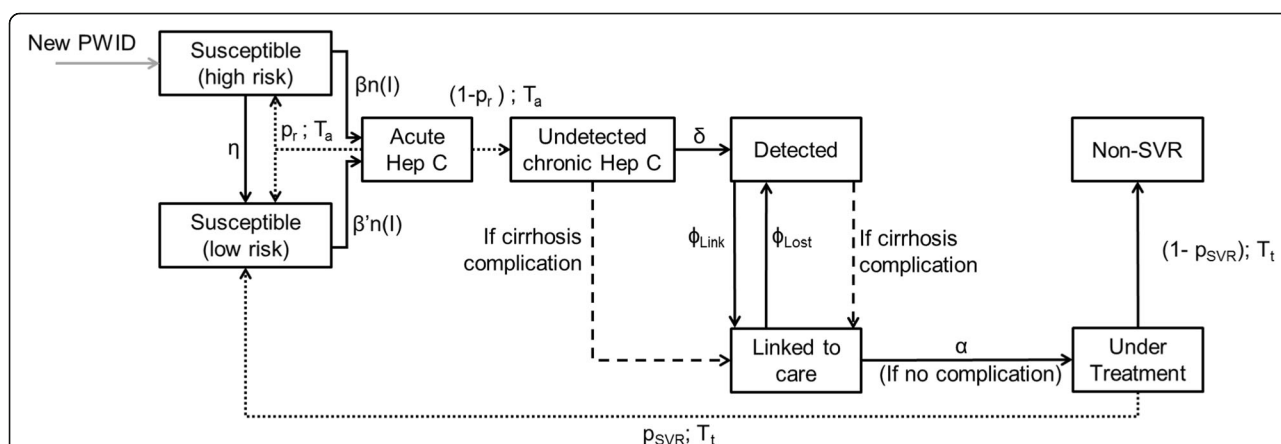 New PWID
Susceptible
(high risk)
βn(I)
(1-pᵣ) ; Tₐ
pᵣ ; Tₐ
η
Acute
Hep C
Undetected
chronic Hep C
δ
Detected
Non-SVR
Susceptible
(low risk)
β'n(I)
If cirrhosis
complication
ϕLink
ϕLost
If cirrhosis
complication
(1- pSVR); Tt
Linked to
care
α
(If no complication)
Under
Treatment
pSVR; Tt